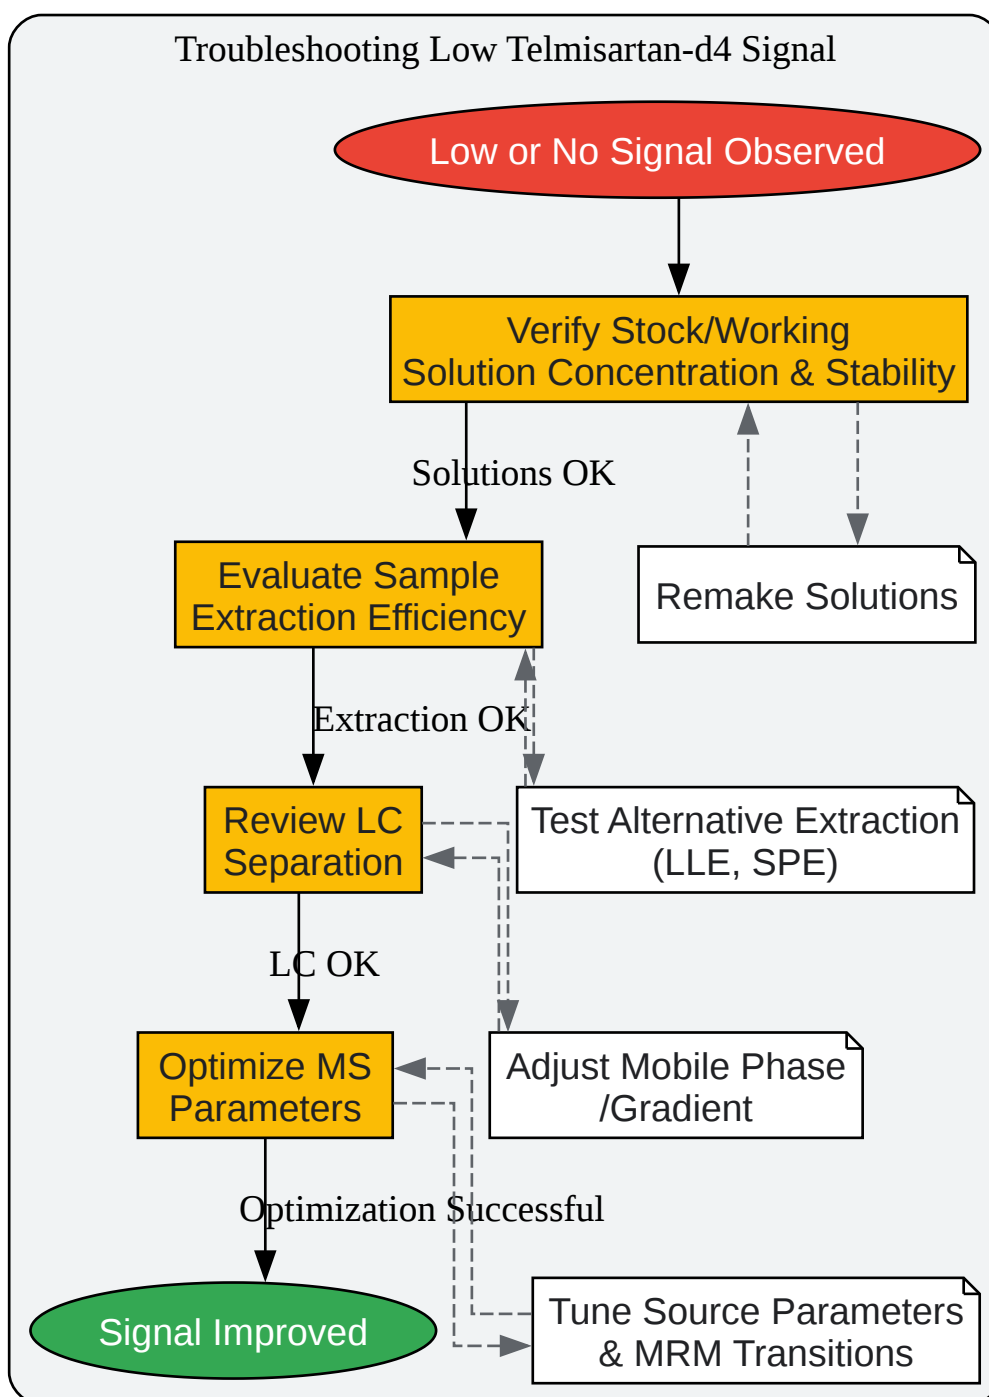 Troubleshooting Low Telmisartan-d4 Signal
Low or No Signal Observed
Verify Stock/Working
Solution Concentration & Stability
Solutions OK
Evaluate Sample
Extraction Efficiency
Remake Solutions
Extraction OK
Review LC
Separation
Test Alternative Extraction
(LLE, SPE)
LC OK
Optimize MS
Parameters
Adjust Mobile Phase
/Gradient
Optimization Successful
Signal Improved
Tune Source Parameters
& MRM Transitions